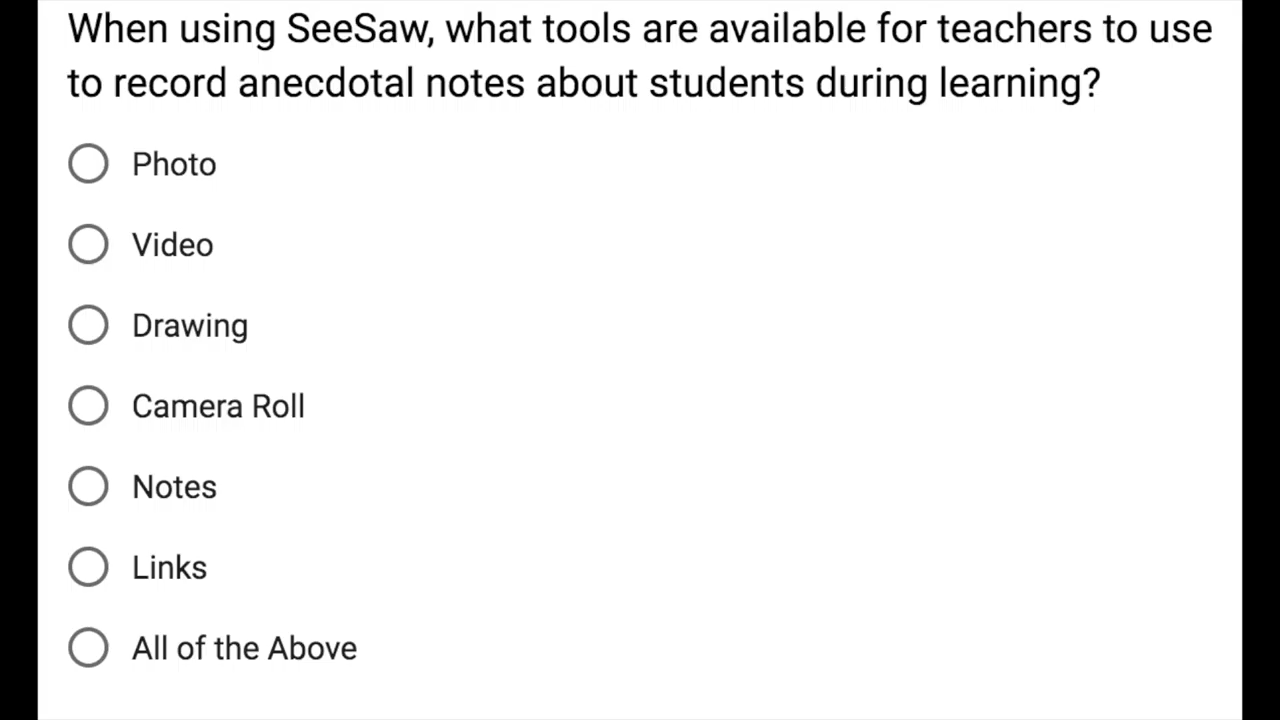 When using SeeSaw, what tools are available for teachers to use
to record anecdotal notes about students during learning?
Photo
Video
Drawing
Camera Roll
Notes
Links
All of the Above